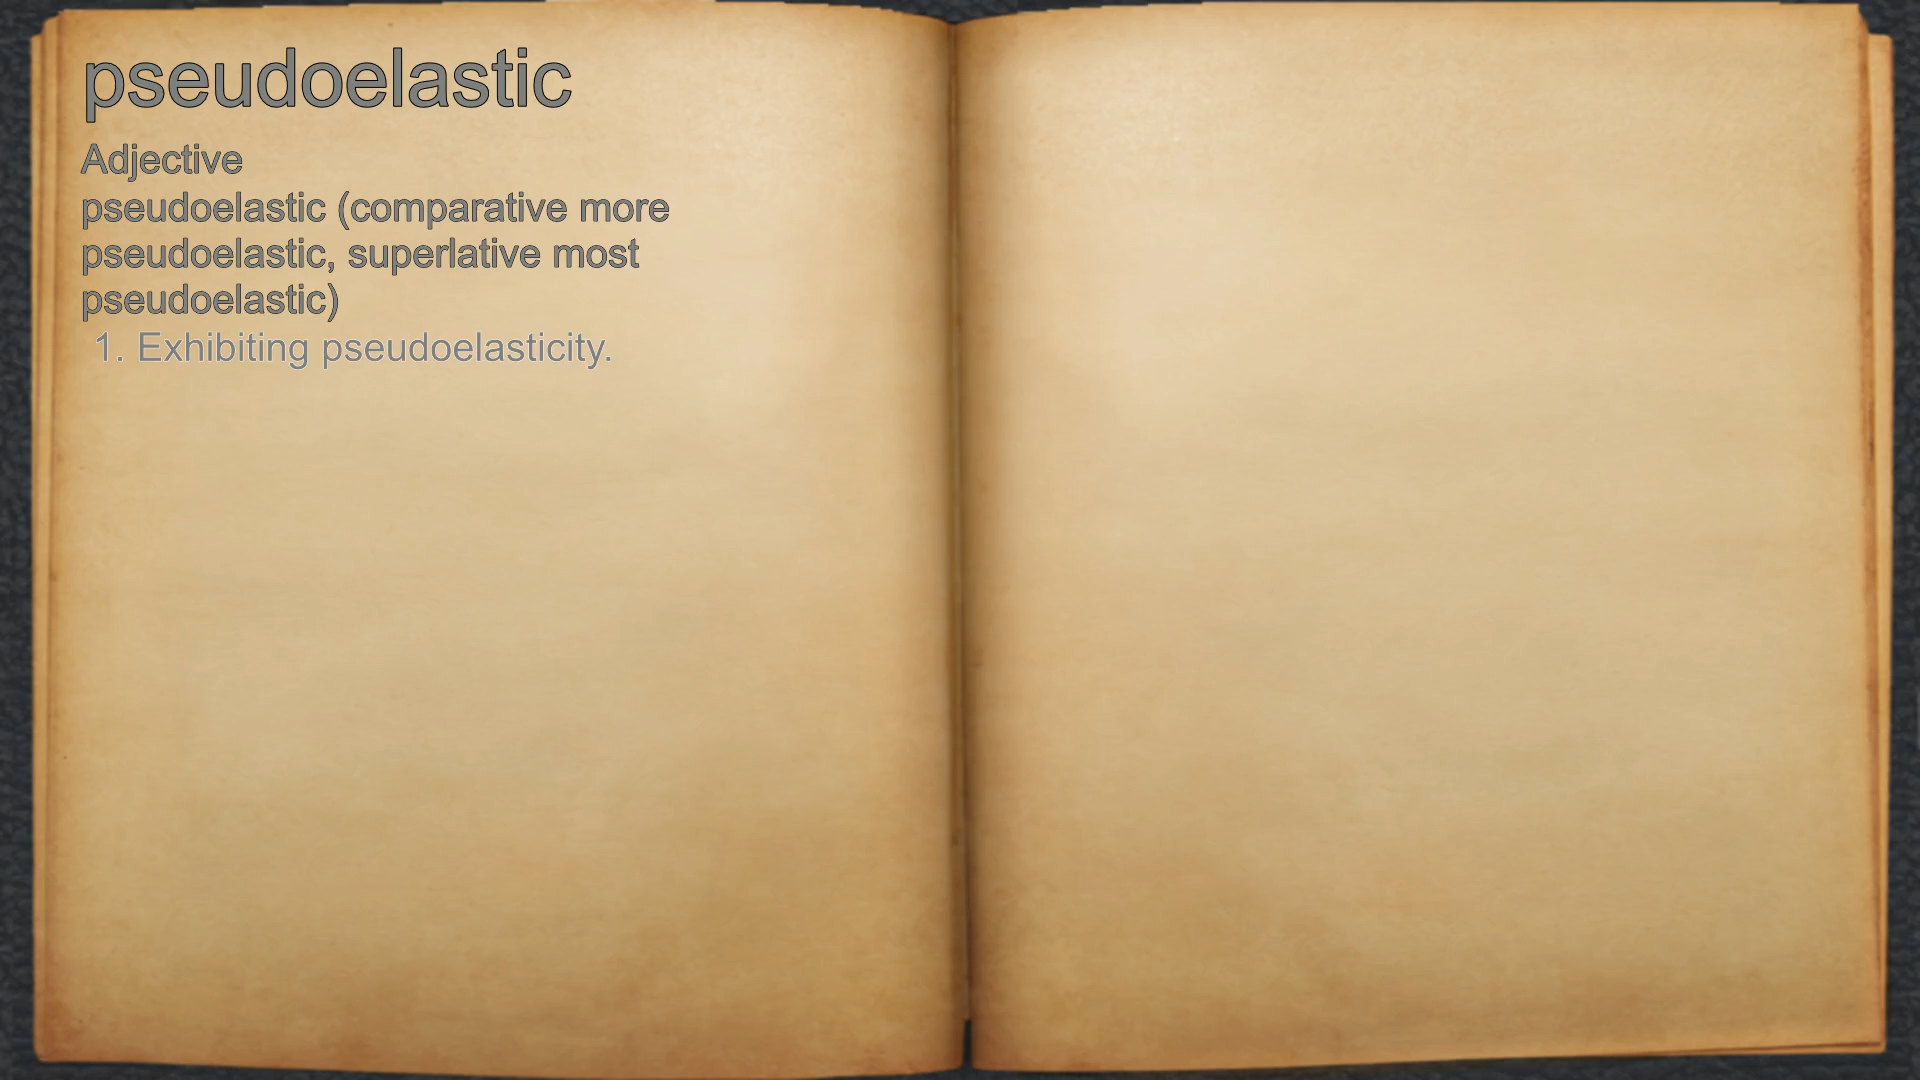 pseudoelastic
Adjective
pseudoelastic (comparative more
pseudoelastic, superlative most
pseudoelastic)
1. Exhibiting pseudoelasticity.